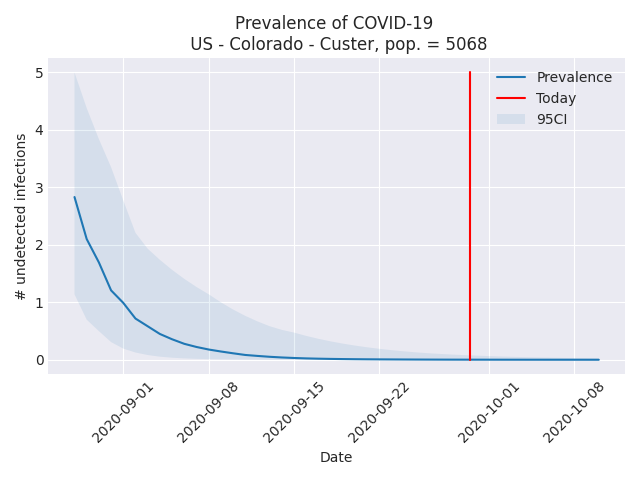 Prevalence of COVID-19
US - Colorado - Custer, pop. = 5068
# undetected infections
5
4
3
2
1
0
Prevalence
Today
95CI
2020-09-01
2020-09-08
2020-09-15
2020-09-22
2020-10-01
2020-10-08
Date